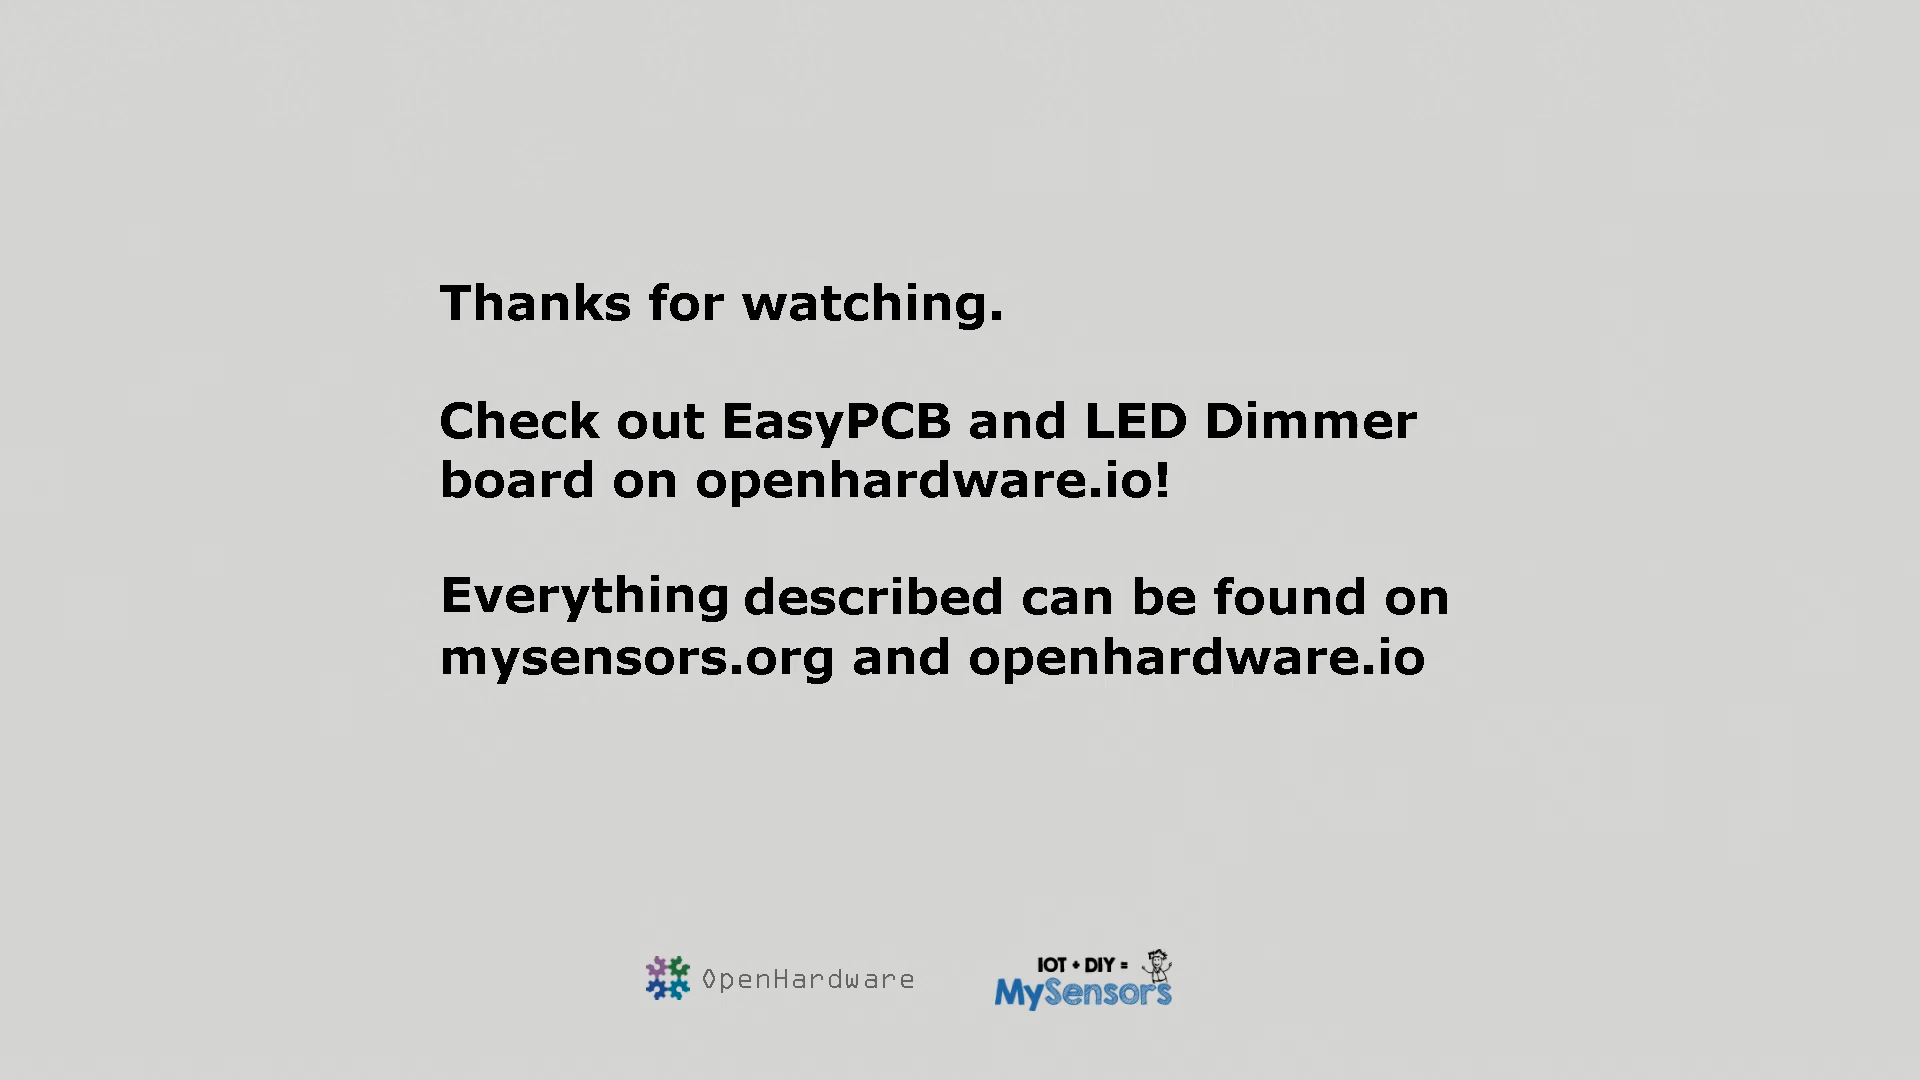 Thanks for watching.
Check out EasyPCB and LED Dimmer
board on openhardware.io!
Everything described can be found on
mysensors.org and openhardware.io
OpenHardware
IOT + DIY =
MySensors